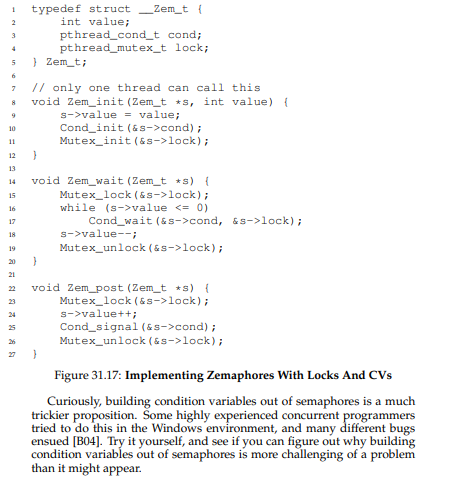 1 typedef struct __Zem_t {
2 int value;
3 pthread_cond_t cond;
4 pthread_mutex_t lock;
5 } Zem_t;
6
7 // only one thread can call this
8 void Zem_init(Zem_t *s, int value) {
9 s->value = value;
10 Cond_init(&s->cond);
11 Mutex_init(&s->lock);
12 }
13
14 void Zem_wait(Zem_t *s) {
15 Mutex_lock(&s->lock);
16 while (s->value <= 0)
17 Cond_wait(&s->cond, &s->lock);
18 s->value--;
19 Mutex_unlock(&s->lock);
20 }
21
22 void Zem_post(Zem_t *s) {
23 Mutex_lock(&s->lock);
24 s->value++;
25 Cond_signal(&s->cond);
26 Mutex_unlock(&s->lock);
27 }
Figure 31.17: Implementing Zemaphores With Locks And CVs
Curiously, building condition variables out of semaphores is a much
trickier proposition. Some highly experienced concurrent programmers
tried to do this in the Windows environment, and many different bugs
ensued [B04]. Try it yourself, and see if you can figure out why building
condition variables out of semaphores is more challenging of a problem
than it might appear.